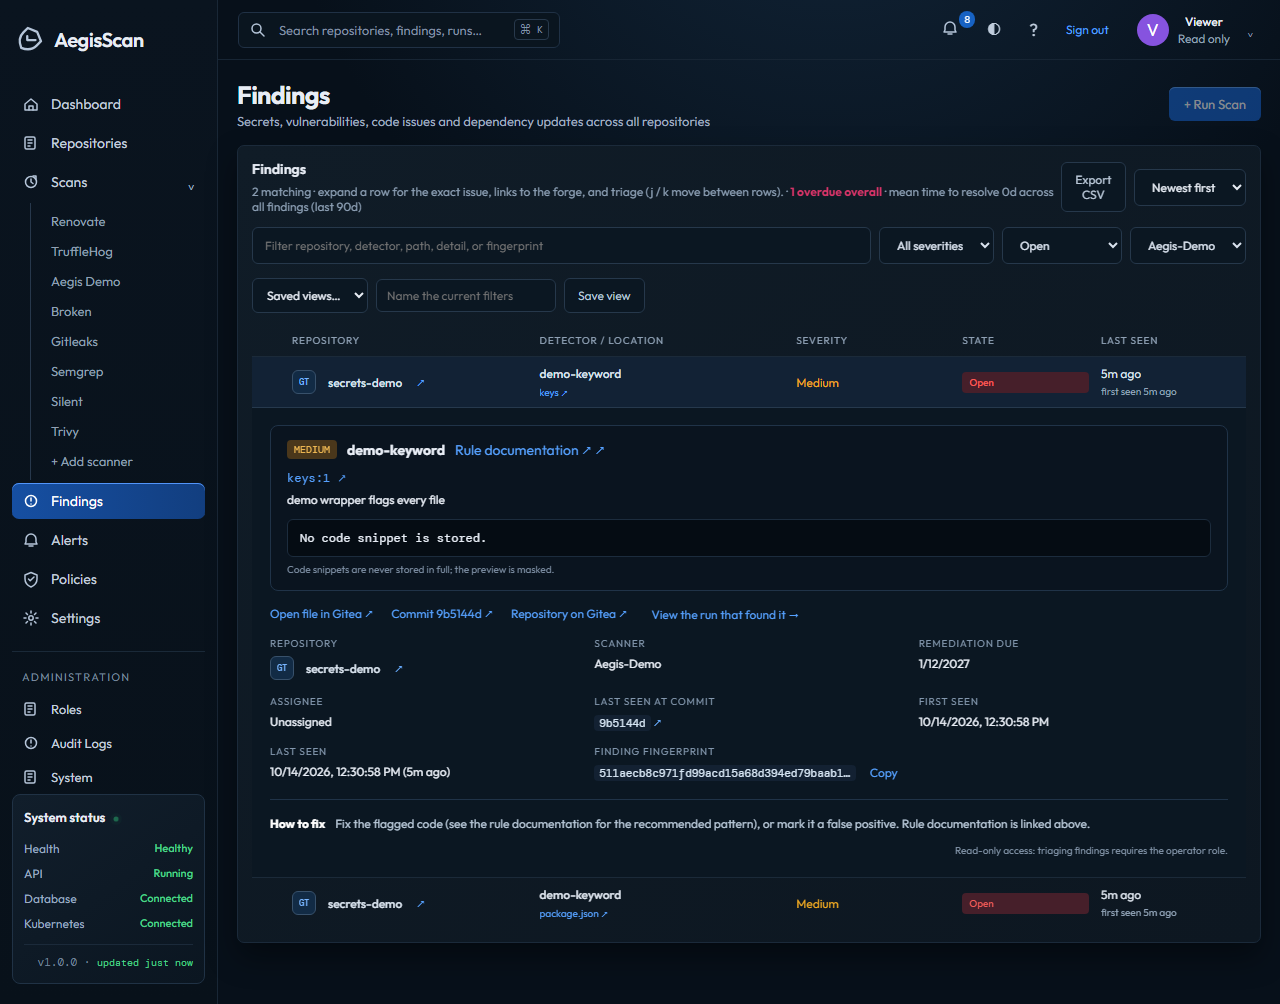 AegisScan
Search repositories, findings, runs...
⌘ K
8
?
Sign out
V
Viewer
Read only
Dashboard
Repositories
Scans
Renovate
TruffleHog
Aegis Demo
Broken
Gitleaks
Semgrep
Silent
Trivy
+ Add scanner
Findings
Alerts
Policies
Settings
ADMINISTRATION
Roles
Audit Logs
System
System status
Health Healthy
API Running
Database Connected
Kubernetes Connected
v1.0.0 · updated just now
Findings
Secrets, vulnerabilities, code issues and dependency updates across all repositories
+ Run Scan
Findings
2 matching · expand a row for the exact issue, links to the forge, and triage (j / k move between rows). · 1 overdue overall · mean time to resolve 0d across
all findings (last 90d)
Export
CSV
Newest first
Filter repository, detector, path, detail, or fingerprint
All severities
Open
Aegis-Demo
Saved views...
Name the current filters
Save view
REPOSITORY DETECTOR / LOCATION SEVERITY STATE LAST SEEN
GT secrets-demo ↗
demo-keyword
keys ↗
Medium
Open
5m ago
first seen 5m ago
MEDIUM demo-keyword Rule documentation ↗ ↗
keys:1 ↗
demo wrapper flags every file
No code snippet is stored.
Code snippets are never stored in full; the preview is masked.
Open file in Gitea ↗ Commit 9b5144d ↗ Repository on Gitea ↗ View the run that found it →
REPOSITORY
GT secrets-demo ↗
SCANNER
Aegis-Demo
REMEDIATION DUE
1/12/2027
ASSIGNEE
Unassigned
LAST SEEN AT COMMIT
9b5144d ↗
FIRST SEEN
10/14/2026, 12:30:58 PM
LAST SEEN
10/14/2026, 12:30:58 PM (5m ago)
FINDING FINGERPRINT
511aecb8c971fd99acd15a68d394ed79baab1… Copy
How to fix Fix the flagged code (see the rule documentation for the recommended pattern), or mark it a false positive. Rule documentation is linked above.
Read-only access: triaging findings requires the operator role.
GT secrets-demo ↗
demo-keyword
package.json ↗
Medium
Open
5m ago
first seen 5m ago